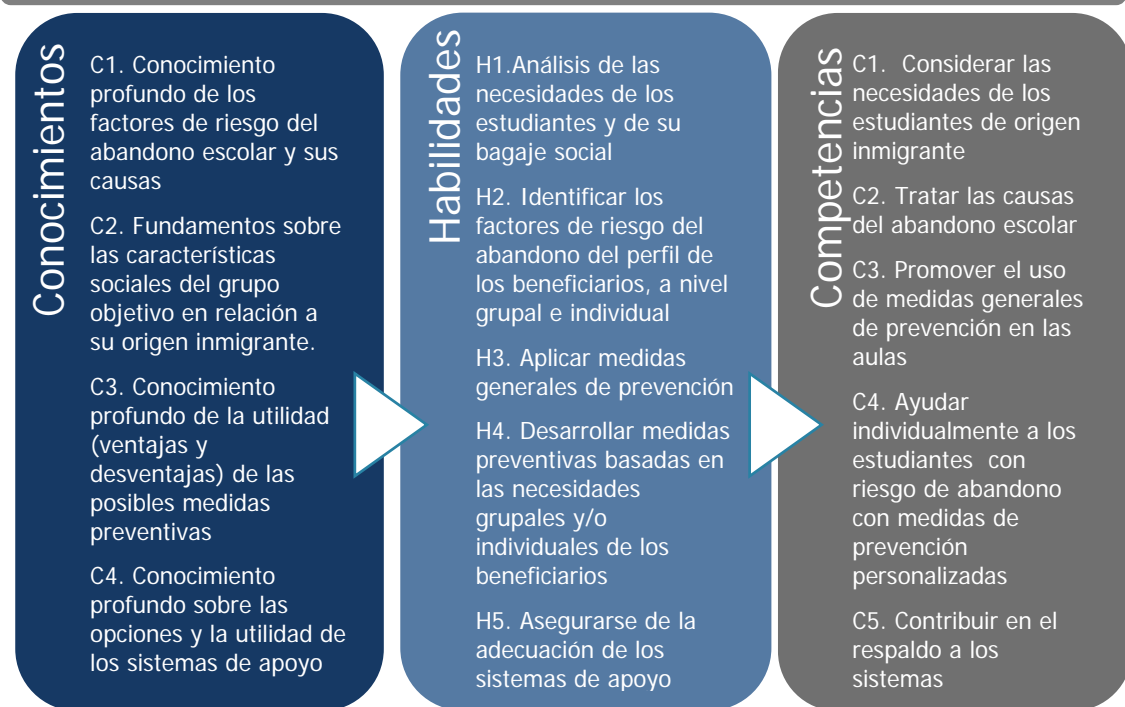 Conocimientos
C1. Conocimiento
profundo de los
factores de riesgo del
abandono escolar y sus
causas
C2. Fundamentos sobre
las características
sociales del grupo
objetivo en relación a
su origen inmigrante.
C3. Conocimiento
profundo de la utilidad
(ventajas y
desventajas) de las
posibles medidas
preventivas
C4. Conocimiento
profundo sobre las
opciones y la utilidad de
los sistemas de apoyo
Habilidades
H1.Análisis de las
necesidades de los
estudiantes y de su
bagaje social
H2. Identificar los
factores de riesgo del
abandono del perfil de
los beneficiarios, a nivel
grupal e individual
H3. Aplicar medidas
generales de prevención
H4. Desarrollar medidas
preventivas basadas en
las necesidades
grupales y/o
individuales de los
beneficiarios
H5. Asegurarse de la
adecuación de los
sistemas de apoyo
Competencias
C1. Considerar las
necesidades de los
estudiantes de origen
inmigrante
C2. Tratar las causas
del abandono escolar
C3. Promover el uso
de medidas generales
de prevención en las
aulas
C4. Ayudar
individualmente a los
estudiantes con
riesgo de abandono
con medidas de
prevención
personalizadas
C5. Contribuir en el
respaldo a los
sistemas